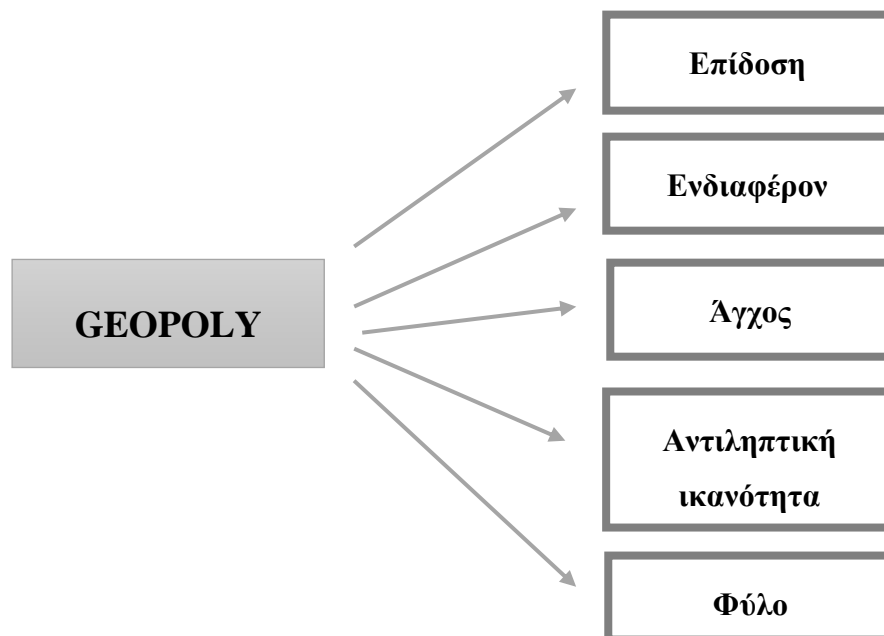 Επίδοση
Ενδιαφέρον
GEOPOLY
Άγχος
Αντιληπτική
ικανότητα
Φύλο